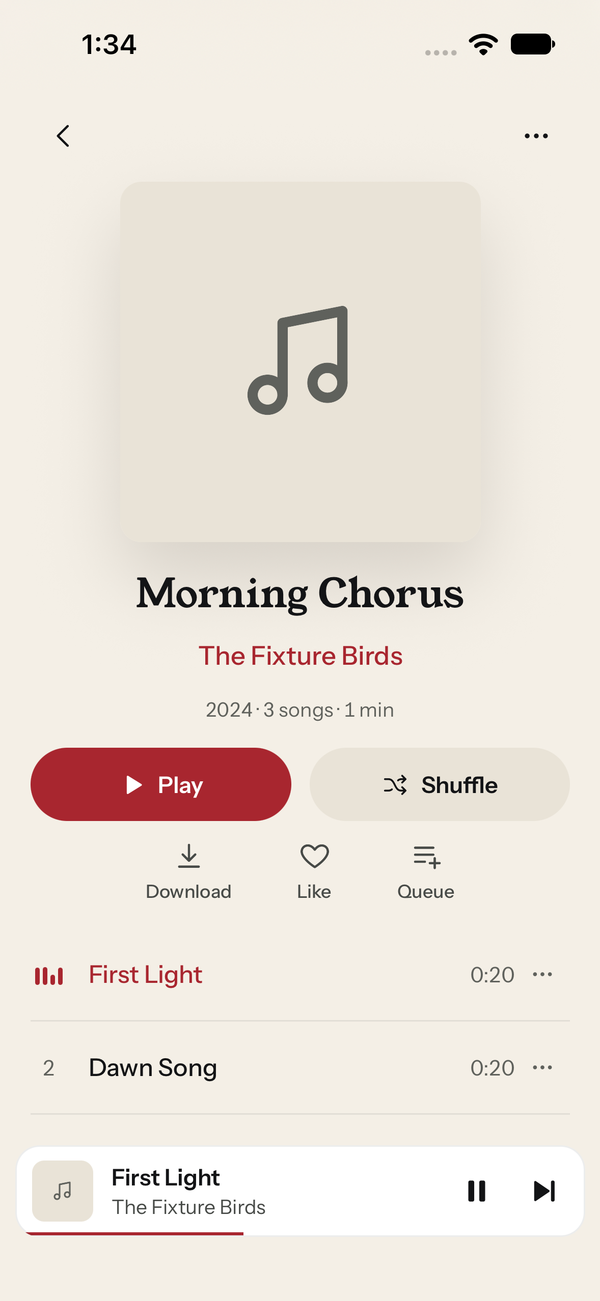 1:34
Morning Chorus
The Fixture Birds
2024 · 3 songs · 1 min
Play
Shuffle
Download
Like
Queue
First Light
0:20
2
Dawn Song
0:20
First Light
The Fixture Birds